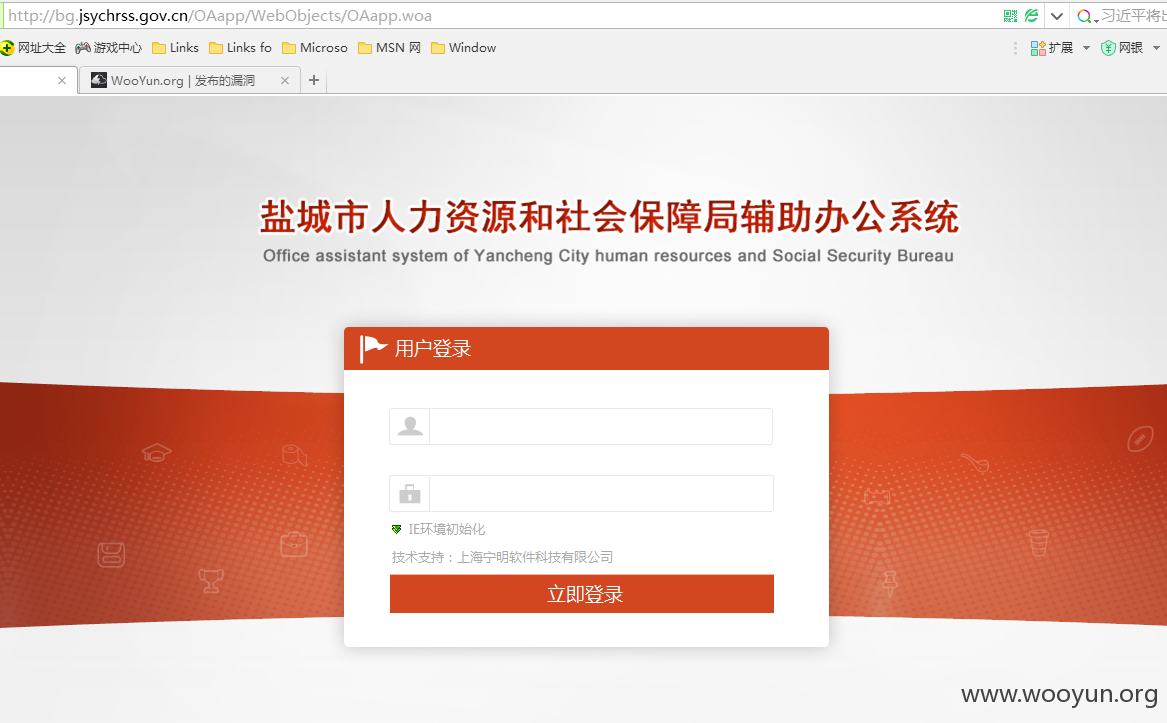 http://bg.jsychrss.gov.cn/OAapp/WebObjects/OAapp.woa
习近平将出
网址大全 游戏中心 Links Links fo Microso MSN 网 Window 扩展 网银
WooYun.org | 发布的漏洞
盐城市人力资源和社会保障局辅助办公系统
Office assistant system of Yancheng City human resources and Social Security Bureau
用户登录
IE环境初始化
技术支持：上海宁明软件科技有限公司
立即登录
www.wooyun.org